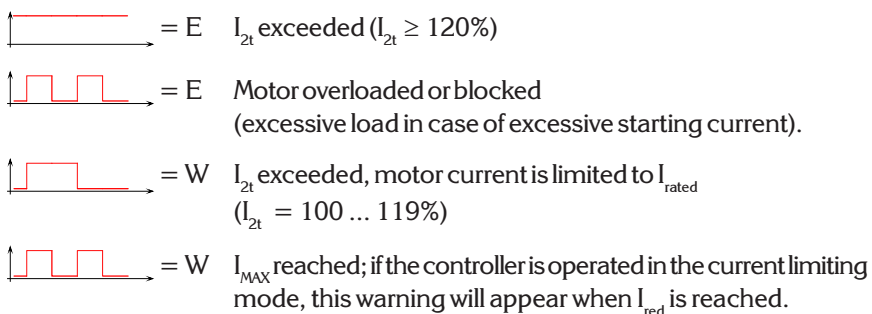 = E I2t exceeded (I2t ≥ 120%)
= E Motor overloaded or blocked
(excessive load in case of excessive starting current).
= W I2t exceeded, motor current is limited to Irated
(I2t = 100 ... 119%)
= W IMAX reached; if the controller is operated in the current limiting
mode, this warning will appear when Ired is reached.